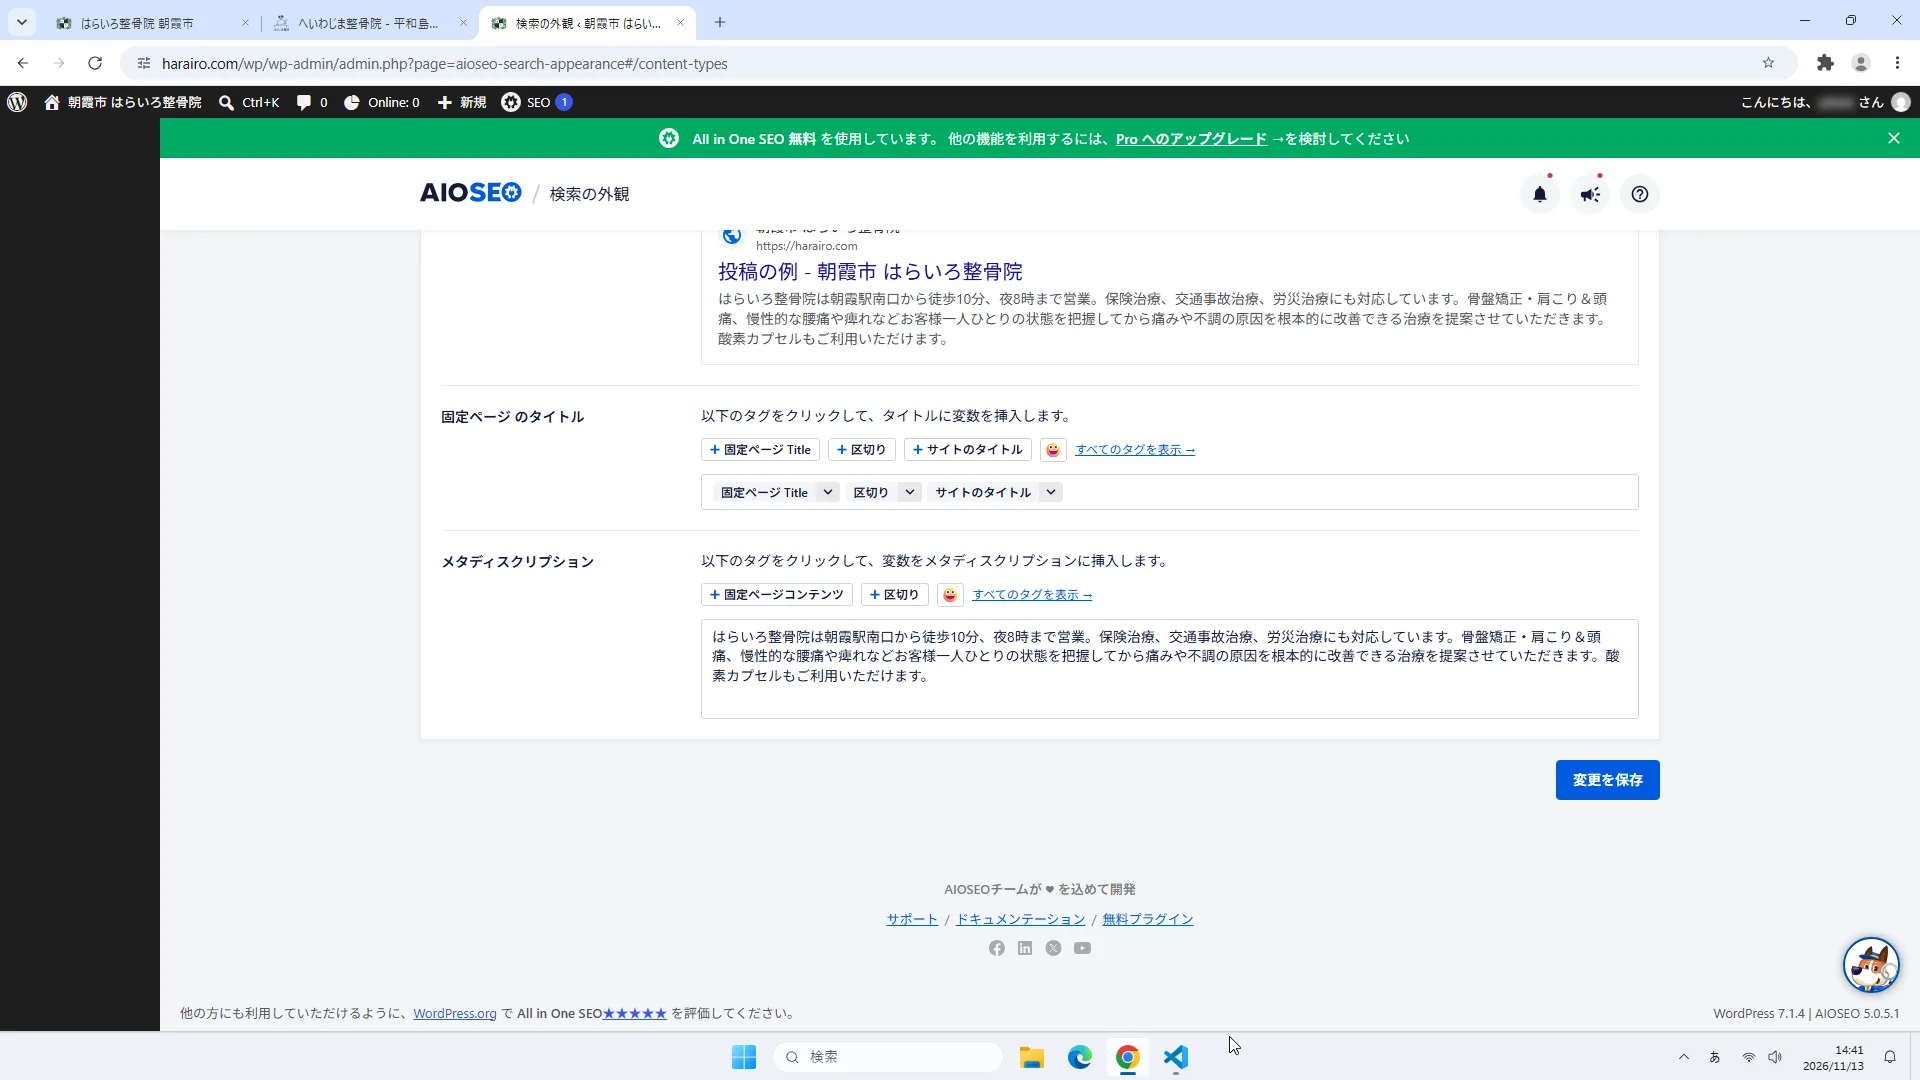 はらいろ整骨院 朝霞市
へいわじま整骨院 - 平和島...
検索の外観 ‹ 朝霞市 はらい...
harairo.com/wp/wp-admin/admin.php?page=aioseo-search-appearance#/content-types
朝霞市 はらいろ整骨院 Ctrl+K 0 Online: 0 新規 SEO 1 こんにちは、 さん
All in One SEO 無料 を使用しています。 他の機能を利用するには、Pro へのアップグレード →を検討してください
AIOSEO / 検索の外観
朝霞市 はらいろ整骨院
https://harairo.com
投稿の例 - 朝霞市 はらいろ整骨院
はらいろ整骨院は朝霞駅南口から徒歩10分、夜8時まで営業。保険治療、交通事故治療、労災治療にも対応しています。骨盤矯正・肩こり＆頭
痛、慢性的な腰痛や痺れなどお客様一人ひとりの状態を把握してから痛みや不調の原因を根本的に改善できる治療を提案させていただきます。
酸素カプセルもご利用いただけます。
固定ページ のタイトル
以下のタグをクリックして、タイトルに変数を挿入します。
+ 固定ページ Title + 区切り + サイトのタイトル すべてのタグを表示 →
固定ページ Title 区切り サイトのタイトル
メタディスクリプション
以下のタグをクリックして、変数をメタディスクリプションに挿入します。
+ 固定ページコンテンツ + 区切り すべてのタグを表示 →
はらいろ整骨院は朝霞駅南口から徒歩10分、夜8時まで営業。保険治療、交通事故治療、労災治療にも対応しています。骨盤矯正・肩こり＆頭
痛、慢性的な腰痛や痺れなどお客様一人ひとりの状態を把握してから痛みや不調の原因を根本的に改善できる治療を提案させていただきます。酸
素カプセルもご利用いただけます。
変更を保存
AIOSEOチームが ♥ を込めて開発
サポート / ドキュメンテーション / 無料プラグイン
他の方にも利用していただけるように、WordPress.org で All in One SEO★★★★★ を評価してください。
WordPress 7.1.4 | AIOSEO 5.0.5.1
検索
あ
14:41
2026/11/13